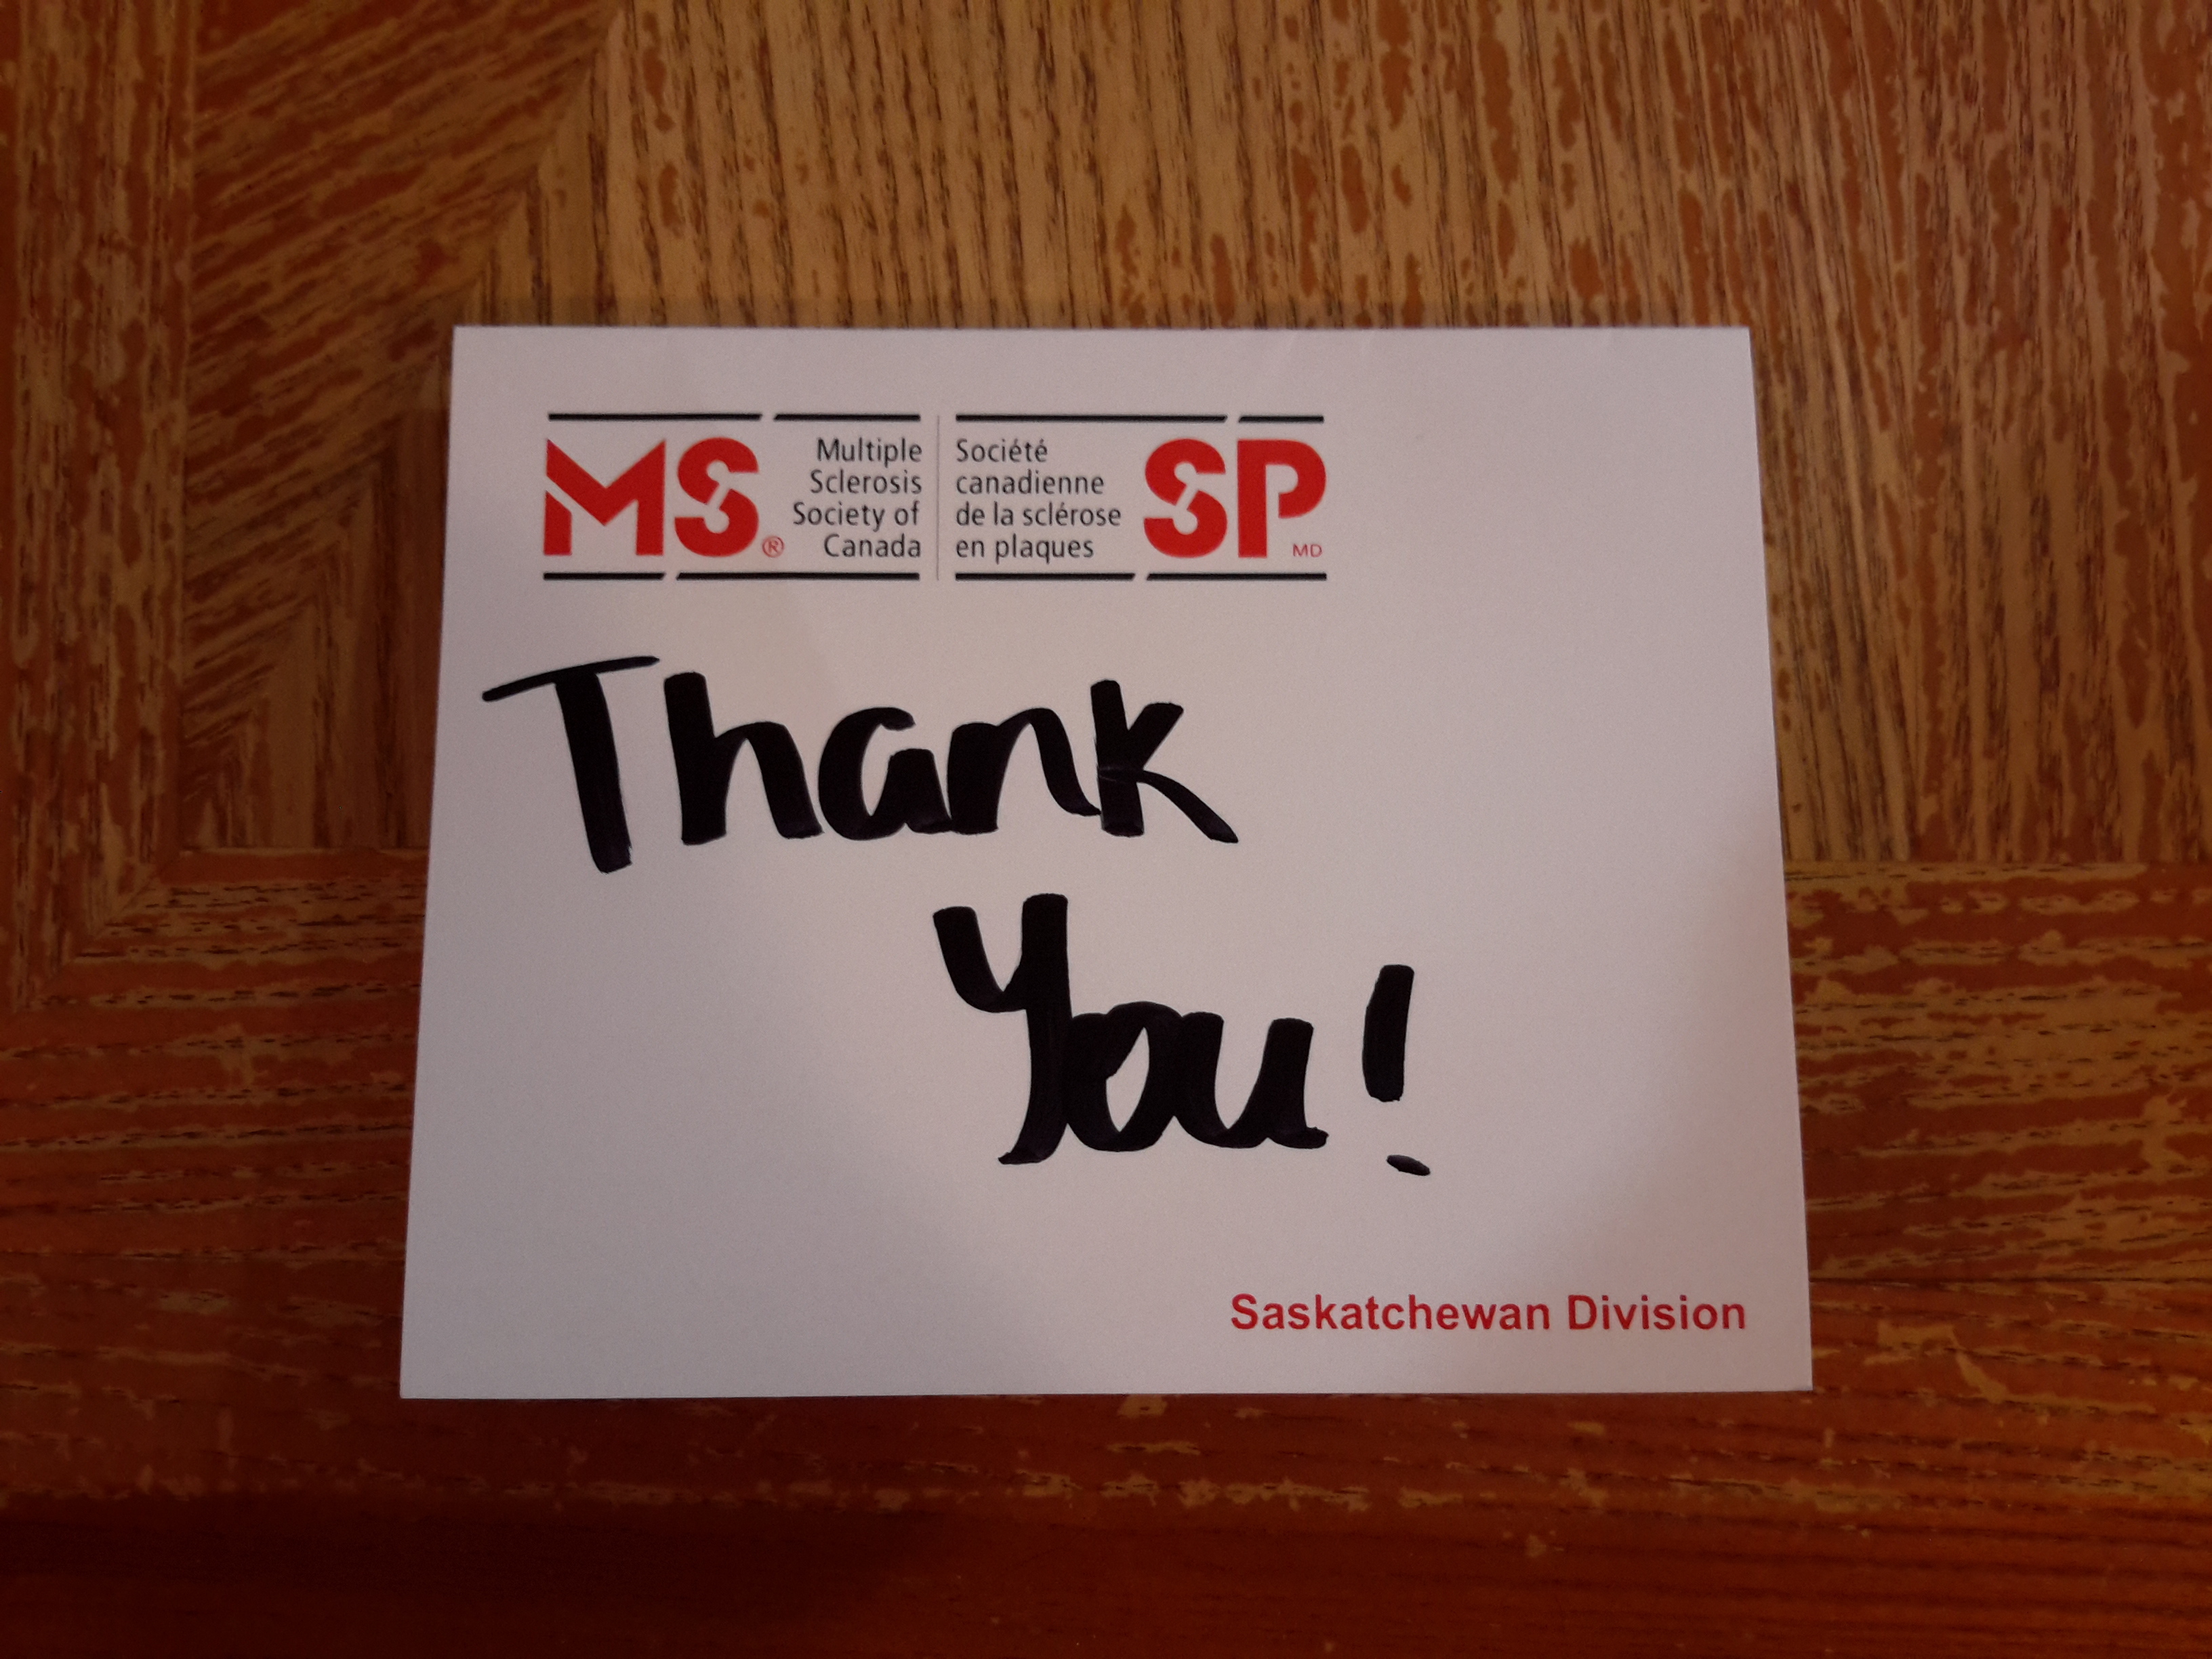 MS® Multiple Sclerosis Society of Canada
Société canadienne de la sclérose en plaques SP MD
Thank
You!
Saskatchewan Division